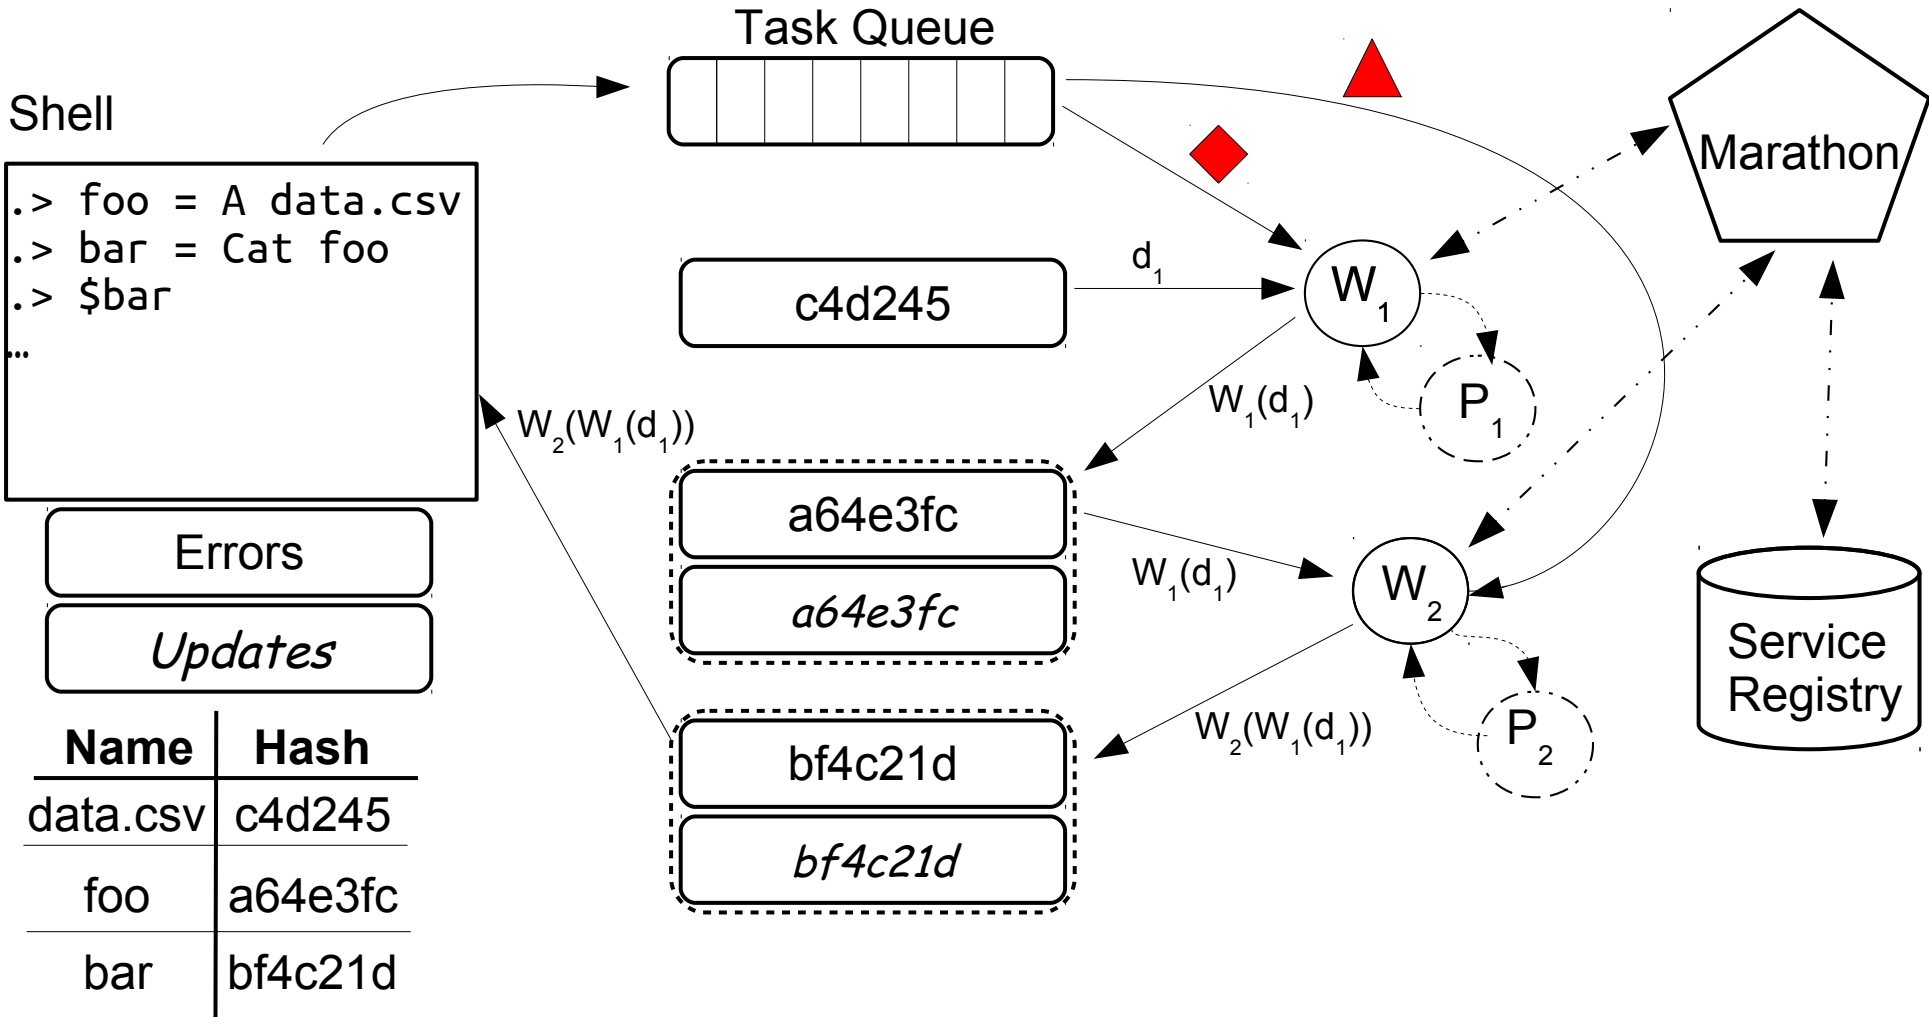 Task Queue
Shell
.> foo = A data.csv
.> bar = Cat foo
.> $bar
…
Errors
Updates
Name Hash
data.csv c4d245
foo a64e3fc
bar bf4c21d
c4d245
d1
W1
P1
W1(d1)
W2(W1(d1))
a64e3fc
a64e3fc
W1(d1)
W2
P2
W2(W1(d1))
bf4c21d
bf4c21d
Marathon
Service
Registry